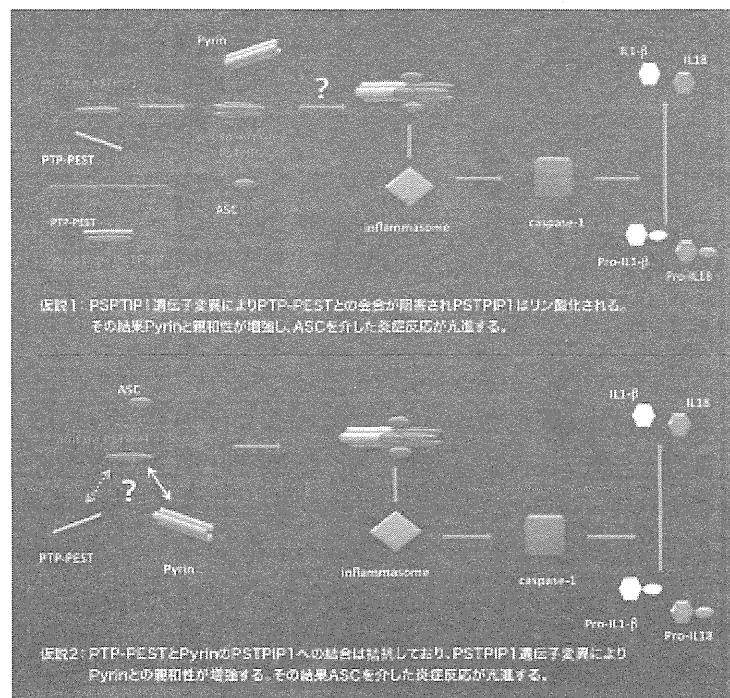 Pyrin
IL1-β
IL18
?
PTP-PEST
PTP-PEST
ASC
inflammasome
caspase-1
Pro-IL1-β
Pro-IL18
仮説1: PSPTIP1遺伝子変異によりPTP-PESTとの会合が阻害されPSTPIP1はリン酸化される。
その結果Pyrinと親和性が増強し、ASCを介した炎症反応が亢進する。
ASC
IL1-β
IL18
?
PTP-PEST
Pyrin
inflammasome
caspase-1
Pro-IL1-β
Pro-IL18
仮説2: PTP-PESTとPyrinのPSTPIP1への結合は拮抗しており、PSTPIP1遺伝子変異により
Pyrinとの親和性が増強する。その結果ASCを介した炎症反応が亢進する。